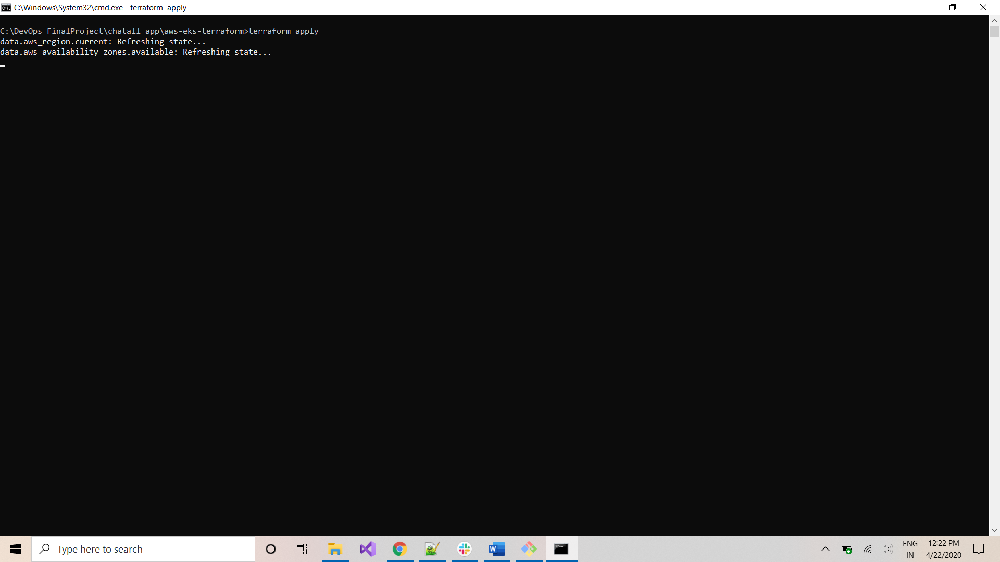 C:\Windows\System32\cmd.exe - terraform  apply
C:\DevOps_FinalProject\chatall_app\aws-eks-terraform>terraform apply
data.aws_region.current: Refreshing state...
data.aws_availability_zones.available: Refreshing state...
Type here to search
ENG
IN
12:22 PM
4/22/2020